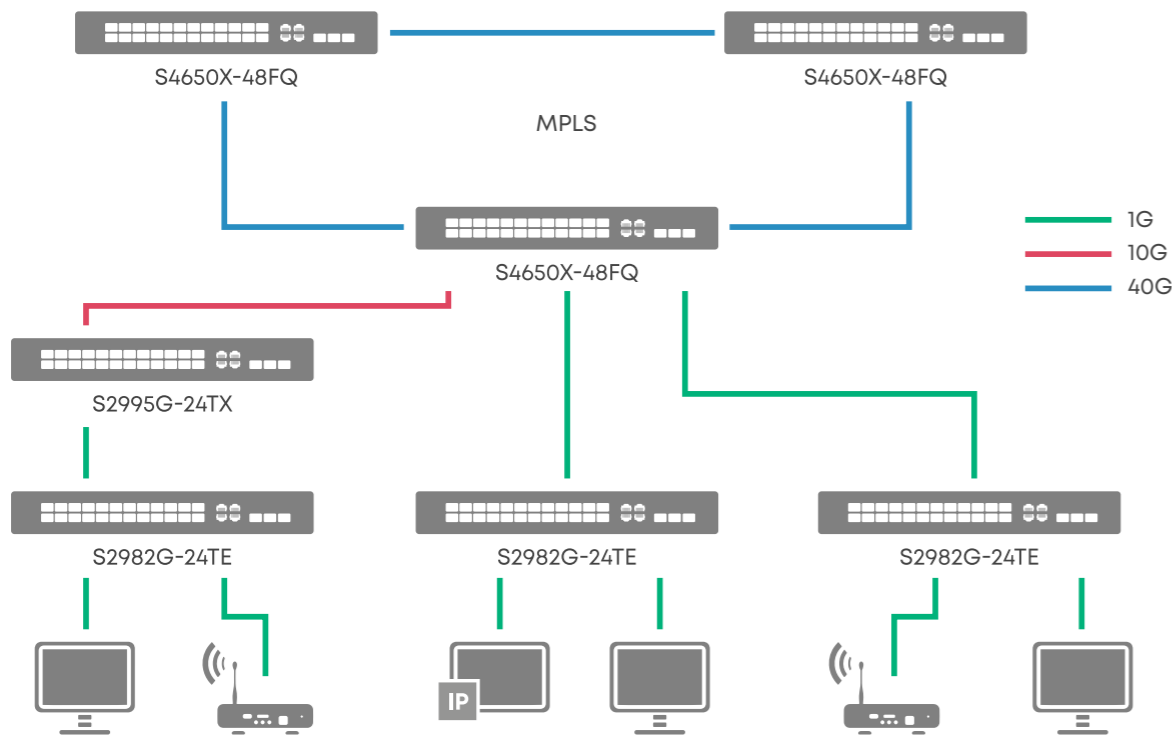 S4650X-48FQ
S4650X-48FQ
MPLS
S4650X-48FQ
1G
10G
40G
S2995G-24TX
S2982G-24TE
S2982G-24TE
S2982G-24TE
IP